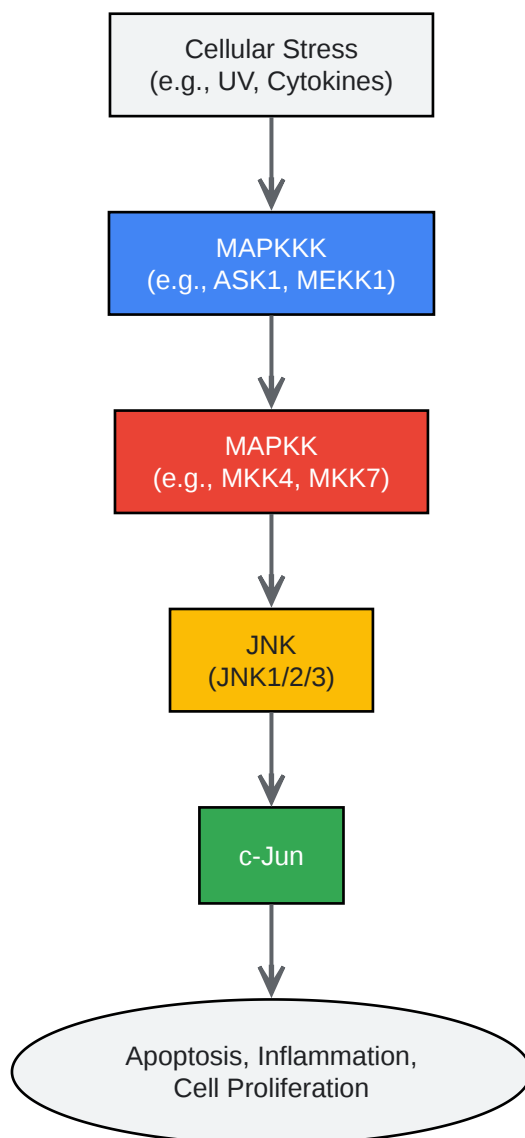 Cellular Stress
(e.g., UV, Cytokines)
MAPKKK
(e.g., ASK1, MEKK1)
MAPKK
(e.g., MKK4, MKK7)
JNK
(JNK1/2/3)
c-Jun
Apoptosis, Inflammation,
Cell Proliferation